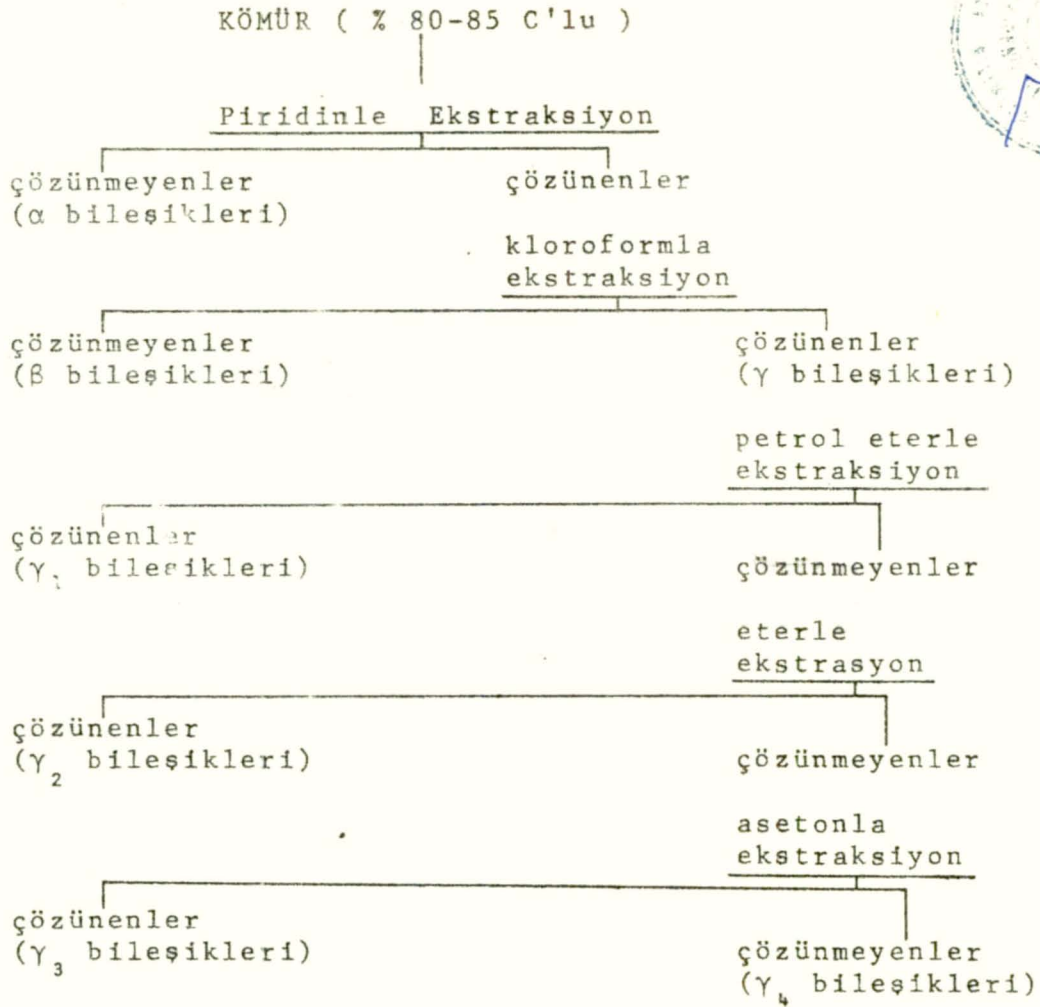 KÖMÜR ( % 80-85 C'lu )
Piridinle Ekstraksiyon
çözünmeyenler
(α bileşikleri)
çözünenler
kloroformla
ekstraksiyon
çözünmeyenler
(β bileşikleri)
çözünenler
(γ bileşikleri)
petrol eterle
ekstraksiyon
çözünenler
(γ₁ bileşikleri)
çözünmeyenler
eterle
ekstrasyon
çözünenler
(γ₂ bileşikleri)
çözünmeyenler
asetonla
ekstraksiyon
çözünenler
(γ₃ bileşikleri)
çözünmeyenler
(γ₄ bileşikleri)